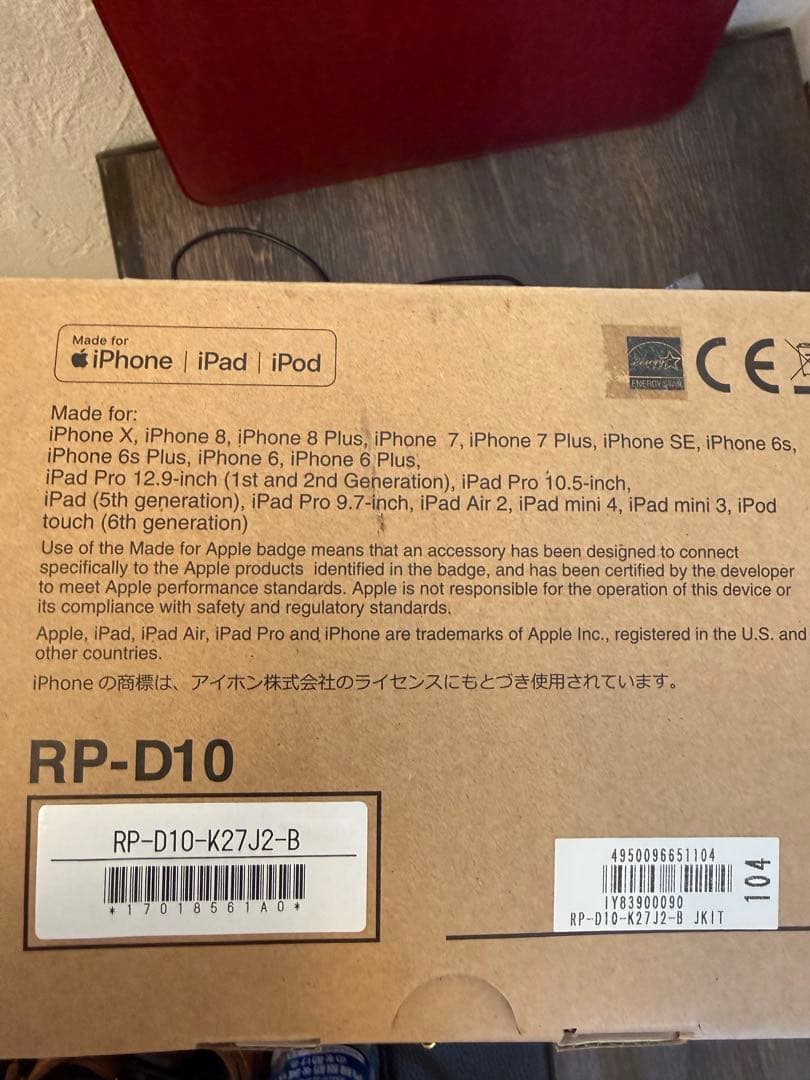 Made for
iPhone | iPad | iPod
energy
ENERGY STAR
CE
Made for:
iPhone X, iPhone 8, iPhone 8 Plus, iPhone 7, iPhone 7 Plus, iPhone SE, iPhone 6s,
iPhone 6s Plus, iPhone 6, iPhone 6 Plus,
iPad Pro 12.9-inch (1st and 2nd Generation), iPad Pro 10.5-inch,
iPad (5th generation), iPad Pro 9.7-inch, iPad Air 2, iPad mini 4, iPad mini 3, iPod
touch (6th generation)
Use of the Made for Apple badge means that an accessory has been designed to connect
specifically to the Apple products identified in the badge, and has been certified by the developer
to meet Apple performance standards. Apple is not responsible for the operation of this device or
its compliance with safety and regulatory standards.
Apple, iPad, iPad Air, iPad Pro and iPhone are trademarks of Apple Inc., registered in the U.S. and
other countries.
iPhone の商標は、アイホン株式会社のライセンスにもとづき使用されています。
RP-D10
RP-D10-K27J2-B
*17018561A0*
4950096651104
IY83900090
RP-D10-K27J2-B JKIT
104